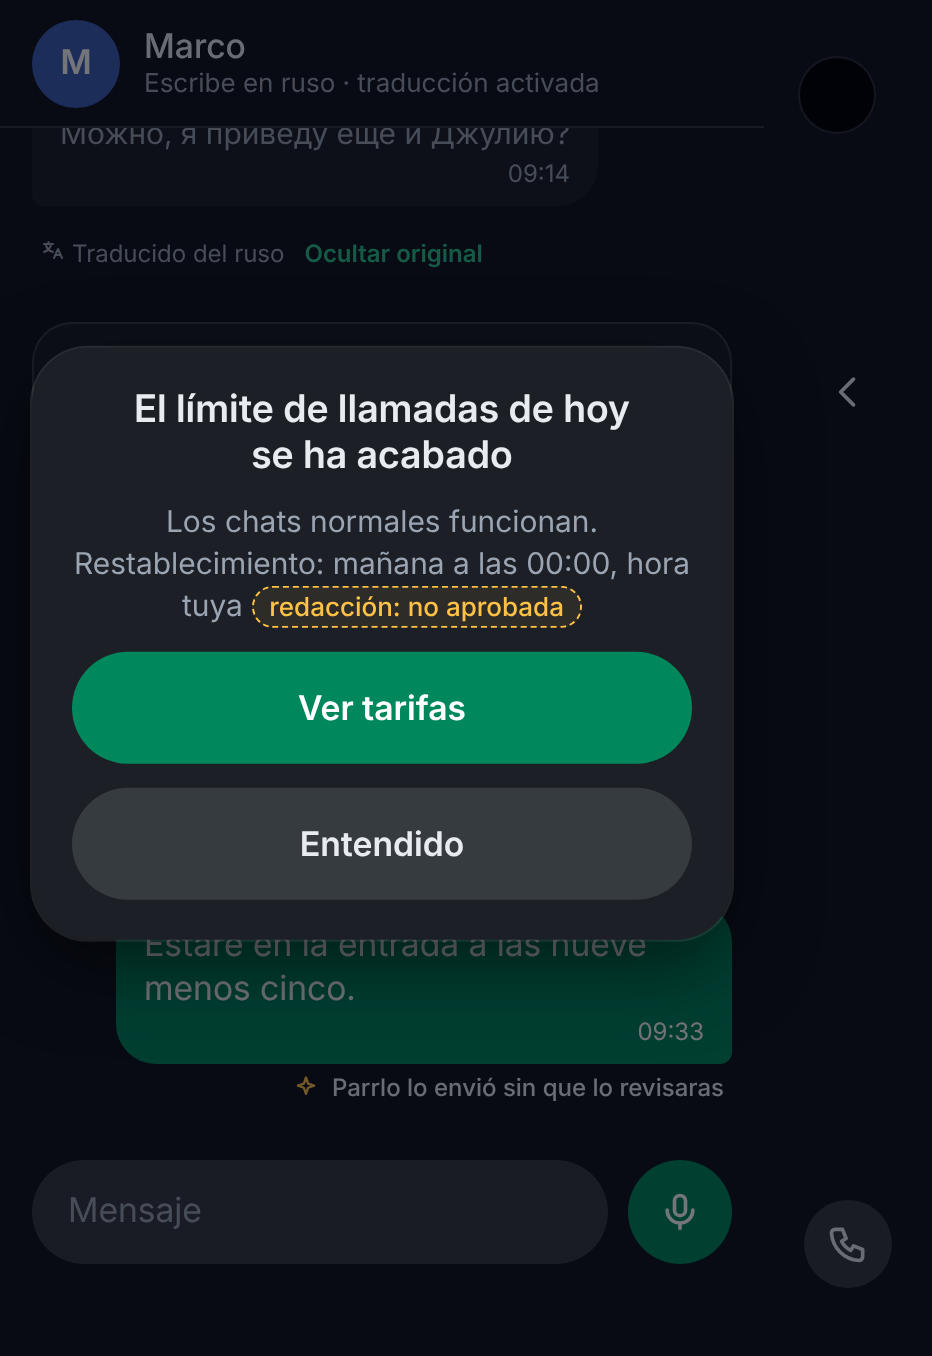 M
Marco
Escribe en ruso · traducción activada
Можно, я приведу ещё и Джулию?
09:14
Traducido del ruso Ocultar original
El límite de llamadas de hoy
se ha acabado
Los chats normales funcionan.
Restablecimiento: mañana a las 00:00, hora
tuya redacción: no aprobada
Ver tarifas
Entendido
Estaré en la entrada a las nueve
menos cinco.
09:33
Parrlo lo envió sin que lo revisaras
Mensaje